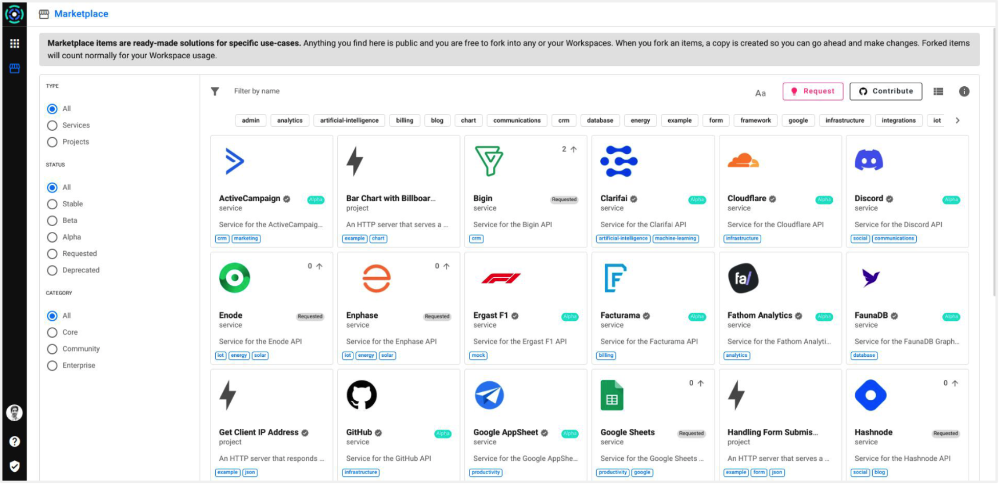 Marketplace
Marketplace items are ready-made solutions for specific use-cases. Anything you find here is public and you are free to fork into any or your Workspaces. When you fork an items, a copy is created so you can go ahead and make changes. Forked items
will count normally for your Workspace usage.
TYPE
All
Services
Projects
STATUS
All
Stable
Beta
Alpha
Requested
Deprecated
CATEGORY
All
Core
Community
Enterprise
Filter by name
Aa
Request
Contribute
admin analytics artificial-intelligence billing blog chart communications crm database energy example form framework google infrastructure integrations iot
ActiveCampaign Alpha
service
Service for the ActiveCampaig...
crm marketing
Bar Chart with Billboar...
project
An HTTP server that serves a ...
example chart
2
Bigin Requested
service
Service for the Bigin API
crm
Clarifai Alpha
service
Service for the Clarifai API
artificial-intelligence machine-learning
Cloudflare Alpha
service
Service for the Cloudflare API
infrastructure
Discord Alpha
service
Service for the Discord API
social communications
0
Enode Requested
service
Service for the Enode API
iot energy solar
0
Enphase Requested
service
Service for the Enphase API
iot energy solar
Ergast F1 Alpha
service
Service for the Ergast F1 API
mock
Facturama Alpha
service
Service for the Facturama API
billing
fa/
Fathom Analytics Alpha
service
Service for the Fathom Analyti...
analytics
FaunaDB Alpha
service
Service for the FaunaDB Graph...
database
Get Client IP Address
project
An HTTP server that responds ...
example json
GitHub Alpha
service
Service for the GitHub API
infrastructure
Google AppSheet Alpha
service
Service for the Google AppShe...
productivity
0
Google Sheets Requested
service
Service for the Google Sheets ...
productivity google
Handling Form Submis...
project
An HTTP server that serves a ...
example form json
0
Hashnode Requested
service
Service for the Hashnode API
social blog